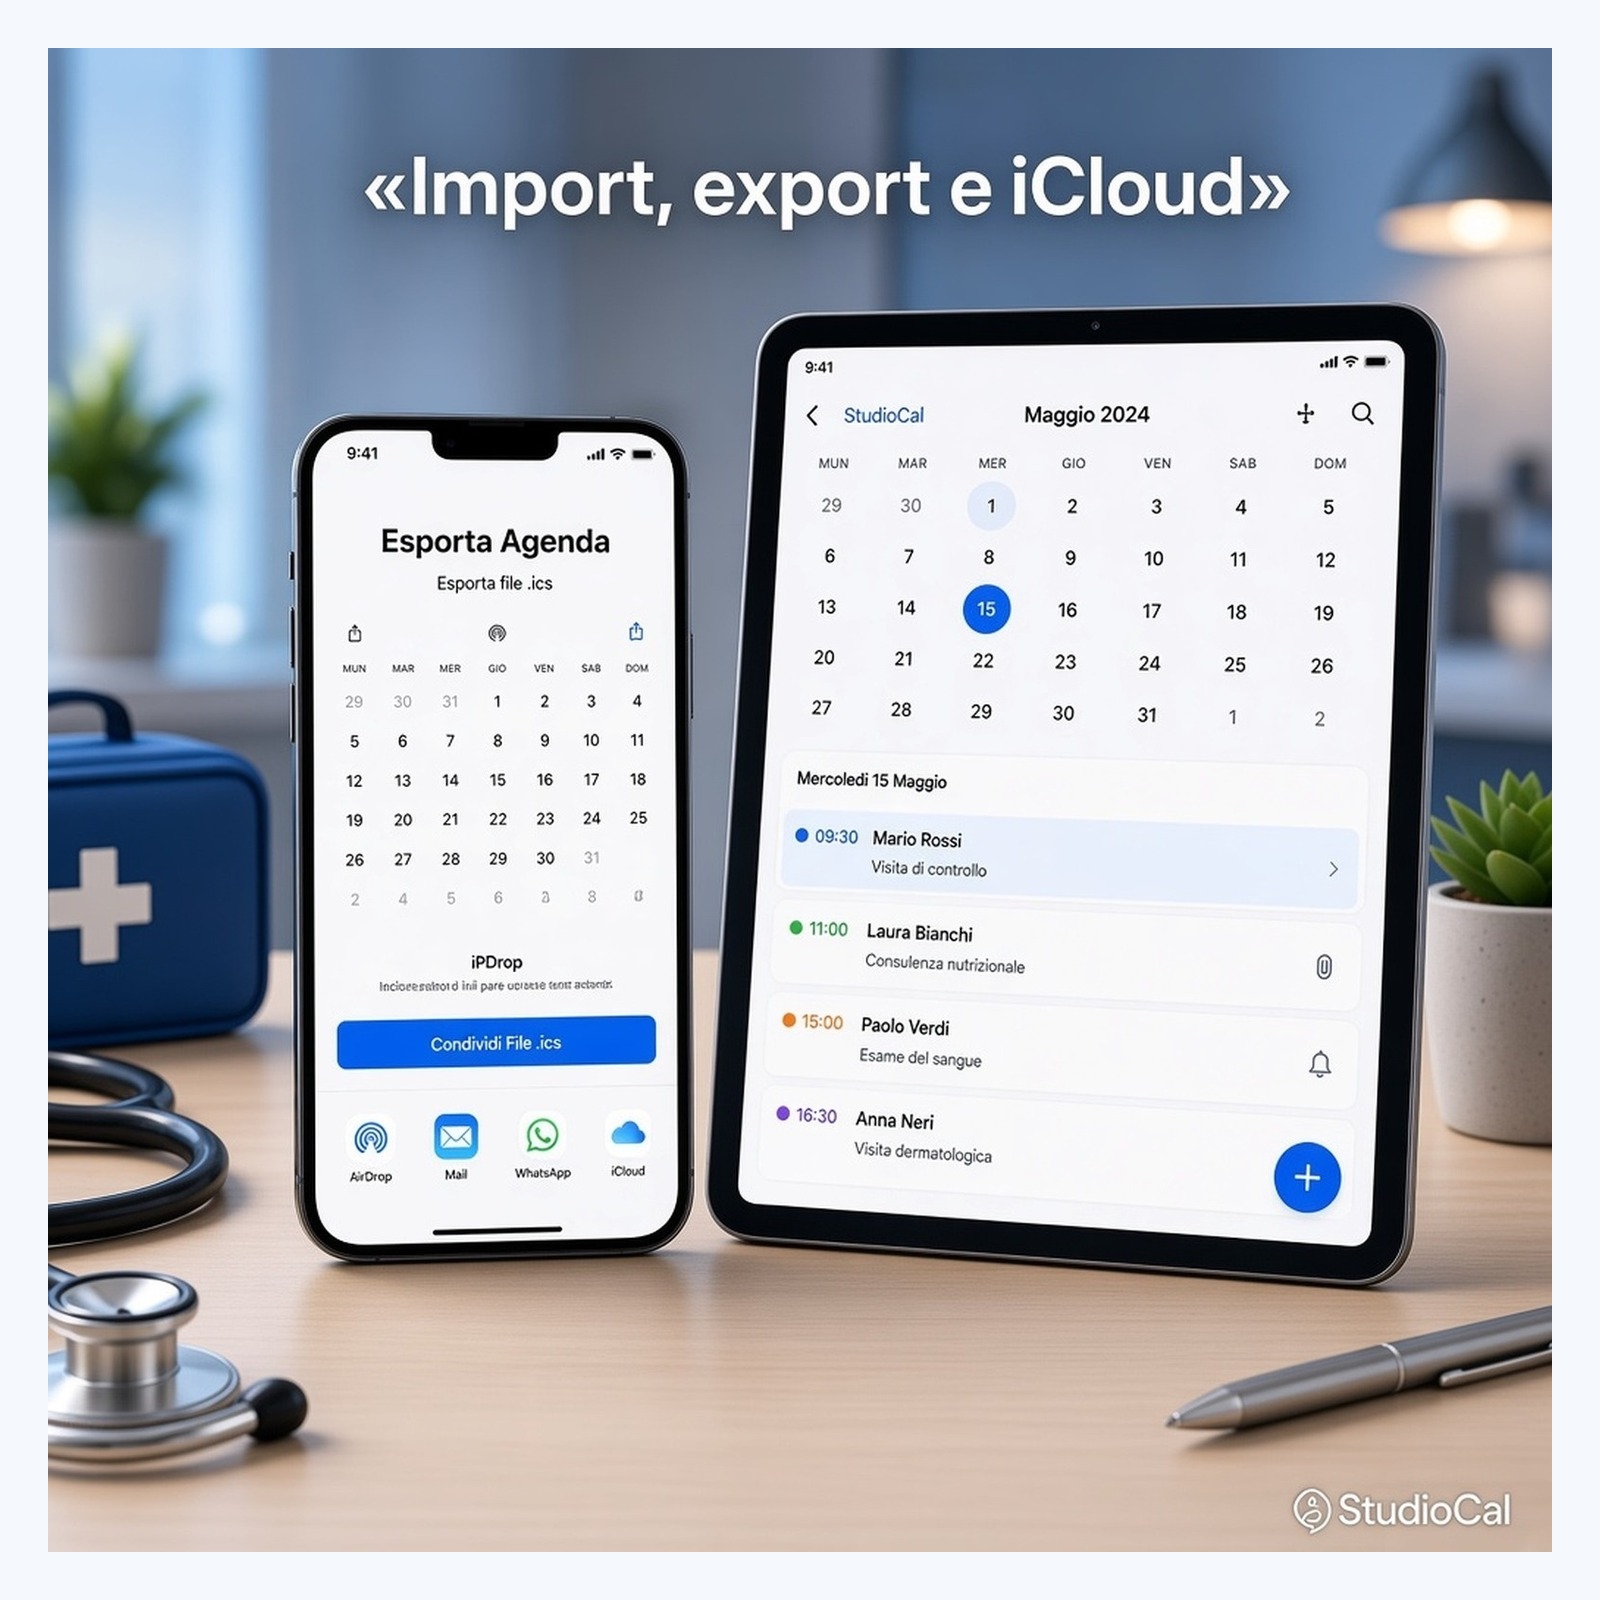 «Import, export e iCloud»
9:41
Esporta Agenda
Esporta file .ics
MUN MAR MER GIO VEN SAB DOM
29 30 31 1 2 3 4
5 6 7 8 9 10 11
12 13 14 15 16 17 18
19 20 21 22 23 24 25
26 27 28 29 30 31
2 4 5 6 8
iPDrop
Condividi File .ics
AirDrop Mail WhatsApp iCloud
9:41
StudioCal Maggio 2024
MUN MAR MER GIO VEN SAB DOM
29 30 1 2 3 4 5
6 7 8 9 10 11 12
13 14 15 16 17 18 19
20 21 22 23 24 25 26
27 28 29 30 31 1 2
Mercoledi 15 Maggio
09:30 Mario Rossi
Visita di controllo
11:00 Laura Bianchi
Consulenza nutrizionale
15:00 Paolo Verdi
Esame del sangue
16:30 Anna Neri
Visita dermatologica
StudioCal